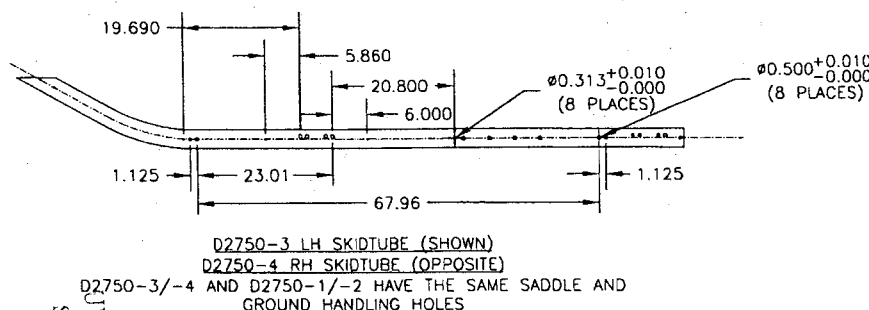 19.690
5.860
20.800
6.000
ø0.313+0.010
-0.000
(8 PLACES)
ø0.500+0.010
-0.000
(8 PLACES)
1.125
23.01
1.125
67.96
D2750-3 LH SKIDTUBE (SHOWN)
D2750-4 RH SKIDTUBE (OPPOSITE)
D2750-3/-4 AND D2750-1/-2 HAVE THE SAME SADDLE AND
GROUND HANDLING HOLES